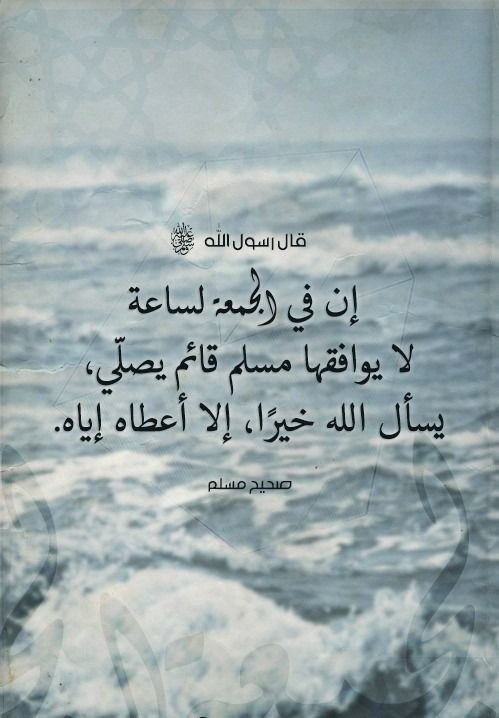 قال رسول الله ﷺ
إن في الجمعة لساعة
لا يوافقها مسلم قائم يصلّي،
يسأل الله خيرًا، إلا أعطاه إياه.
صحيح مسلم